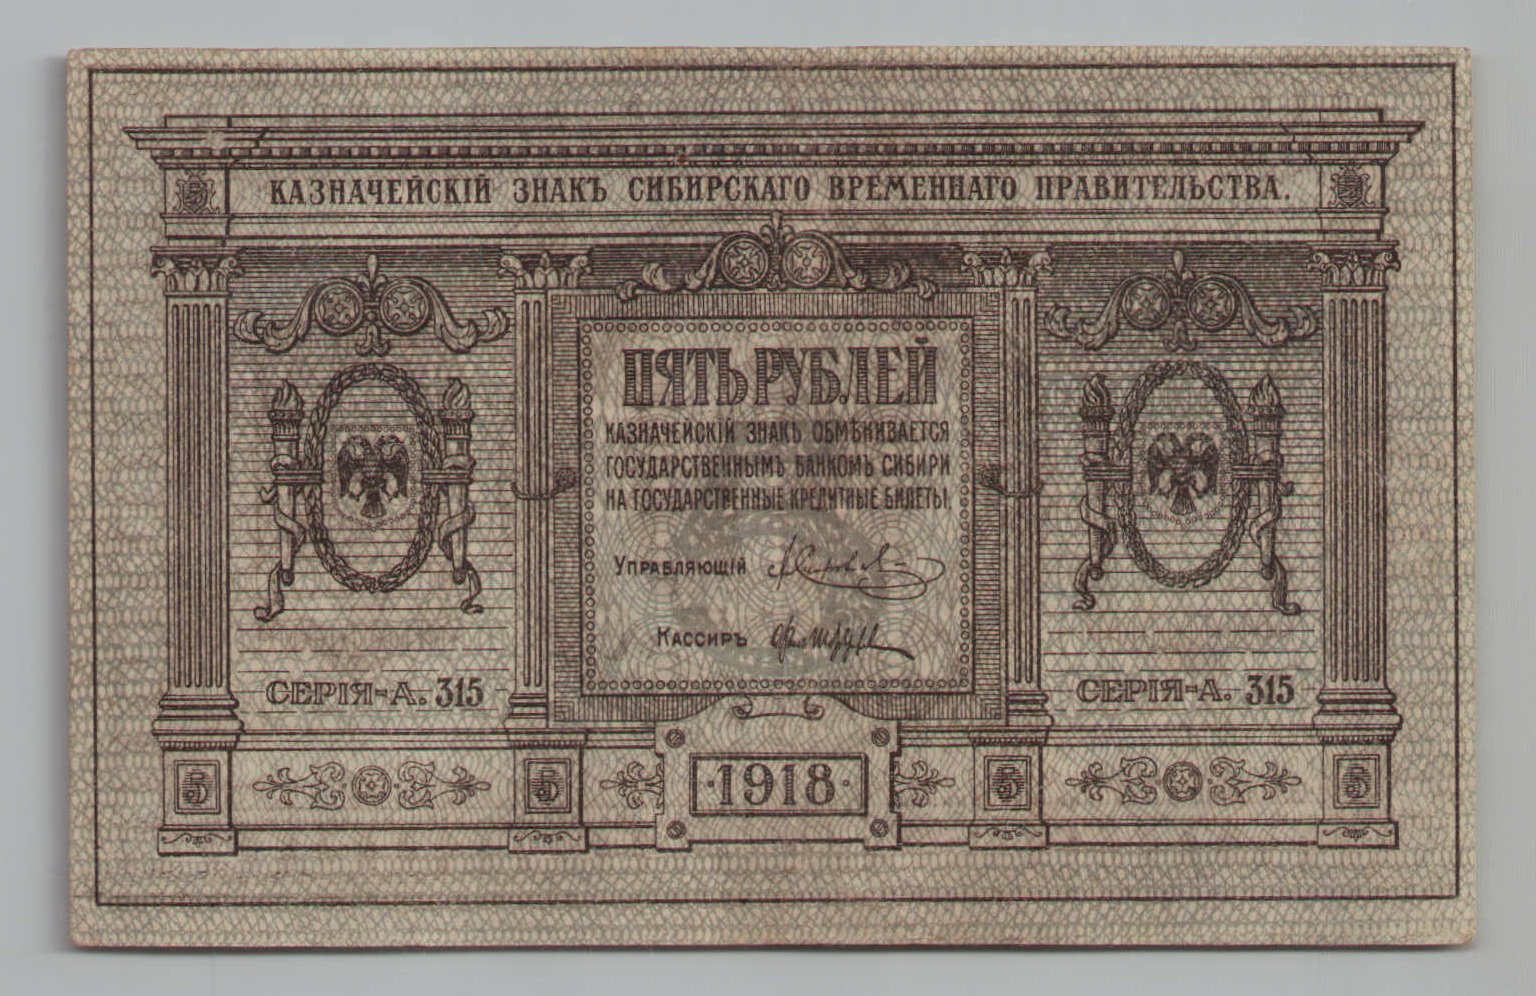 КАЗНАЧЕЙСКІЙ ЗНАКЪ СИБИРСКАГО ВРЕМЕННАГО ПРАВИТЕЛЬСТВА.
ПЯТЬ РУБЛЕЙ
КАЗНАЧЕЙСКІЙ ЗНАКЪ ОБМѢНИВАЕТСЯ
ГОСУДАРСТВЕННЫМЪ БАНКОМЪ СИБИРИ
НА ГОСУДАРСТВЕННЫЕ КРЕДИТНЫЕ БИЛЕТЫ.
УПРАВЛЯЮЩІЙ
КАССИРЪ
СЕРІЯ-А. 315
СЕРІЯ-А. 315
5
5
·1918·
5
5